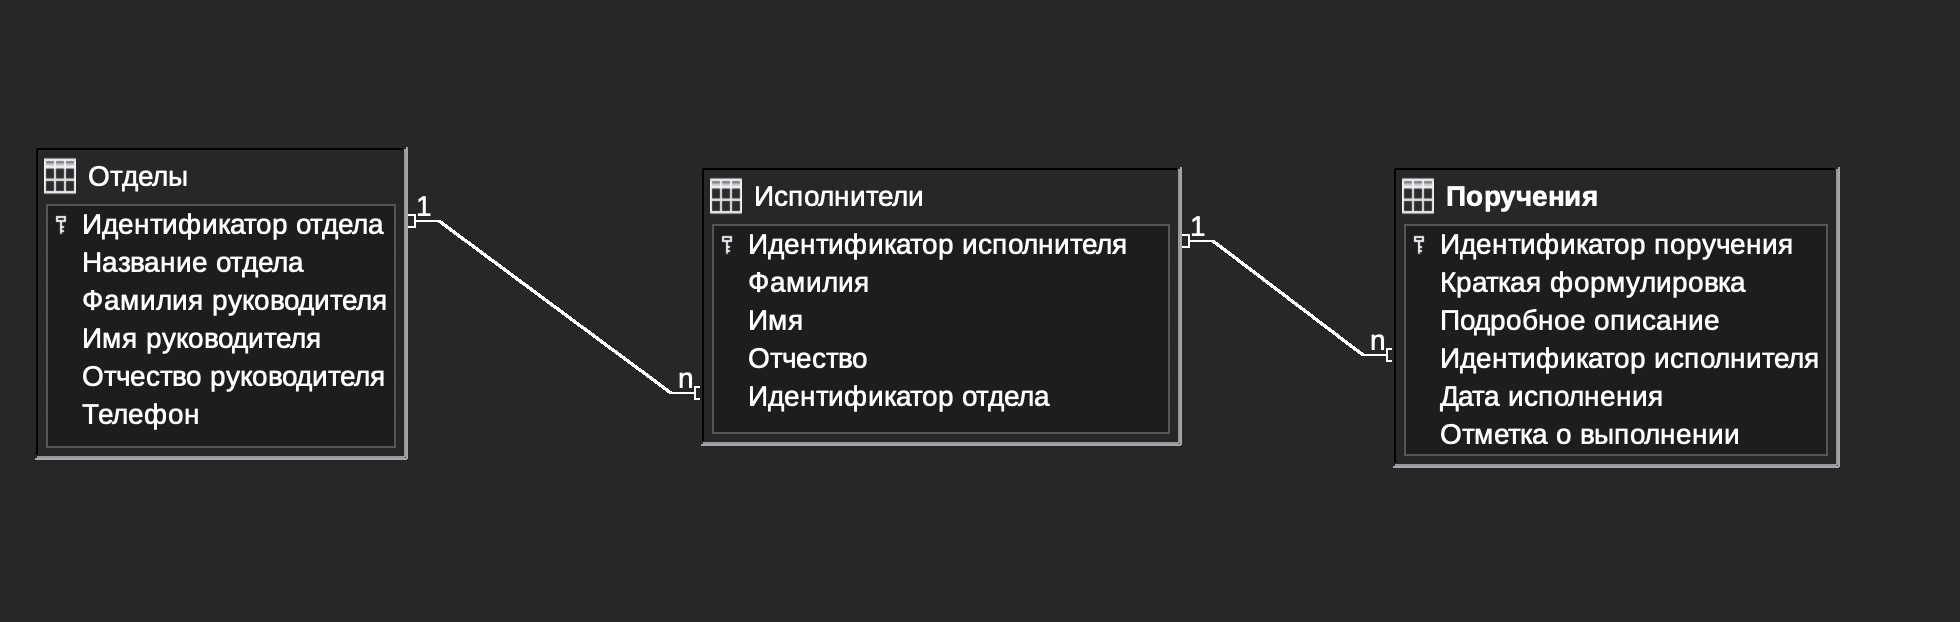 Отделы
Идентификатор отдела
Название отдела
Фамилия руководителя
Имя руководителя
Отчество руководителя
Телефон
1
n
Исполнители
Идентификатор исполнителя
Фамилия
Имя
Отчество
Идентификатор отдела
1
n
Поручения
Идентификатор поручения
Краткая формулировка
Подробное описание
Идентификатор исполнителя
Дата исполнения
Отметка о выполнении